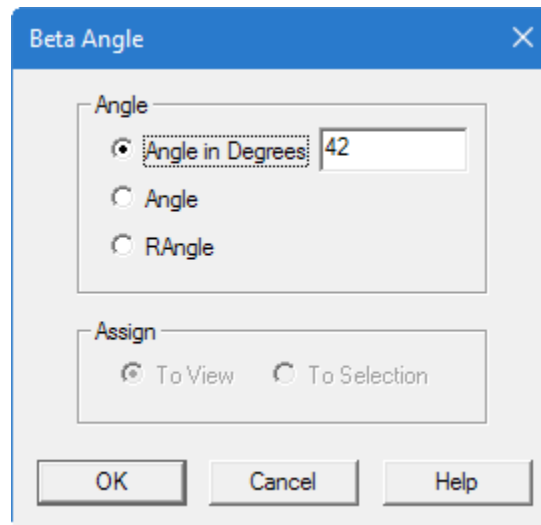 Beta Angle
Angle
Angle in Degrees 42
Angle
RAngle
Assign
To View To Selection
OK Cancel Help